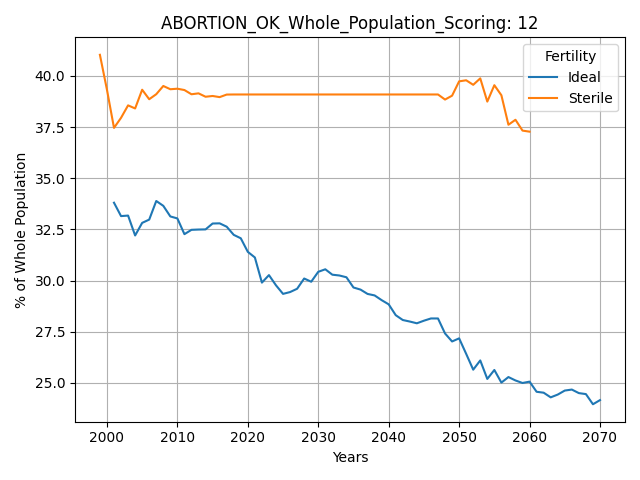 ABORTION_OK_Whole_Population_Scoring: 12
Fertility
Ideal
Sterile
% of Whole Population
40.0
37.5
35.0
32.5
30.0
27.5
25.0
2000 2010 2020 2030 2040 2050 2060 2070
Years